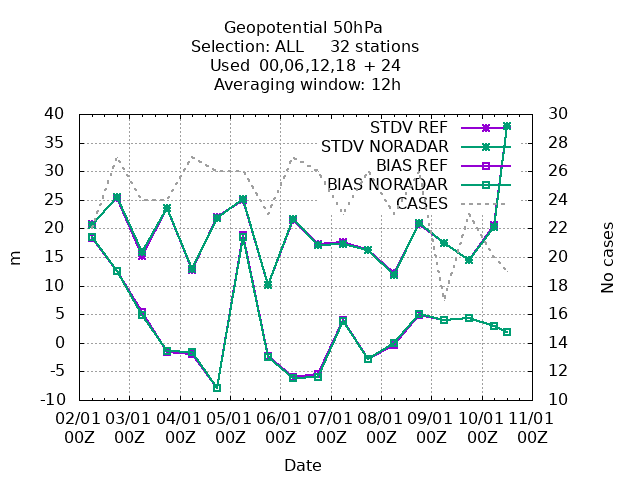 Geopotential 50hPa
Selection: ALL 32 stations
Used 00,06,12,18 + 24
Averaging window: 12h
40 30
35 28
30 26
25 24
20 22
15 20
10 18
5 16
0 14
-5 12
-10 10
STDV REF
STDV NORADAR
BIAS REF
BIAS NORADAR
CASES
m
No cases
02/01 03/01 04/01 05/01 06/01 07/01 08/01 09/01 10/01 11/01
00Z 00Z 00Z 00Z 00Z 00Z 00Z 00Z 00Z 00Z
Date